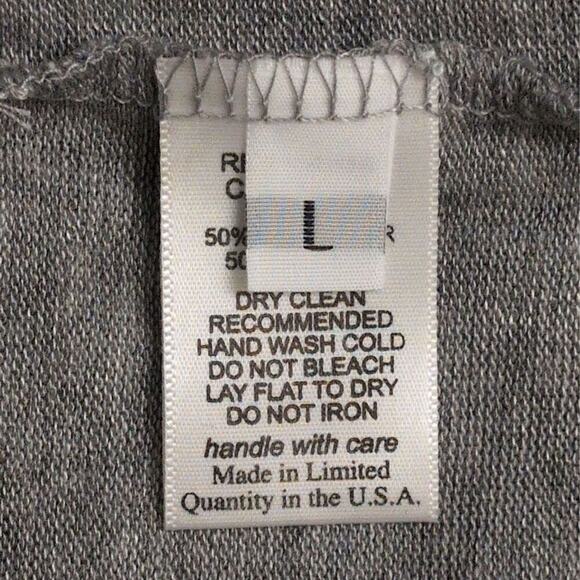 L
50%
DRY CLEAN
RECOMMENDED
HAND WASH COLD
DO NOT BLEACH
LAY FLAT TO DRY
DO NOT IRON
handle with care
Made in Limited
Quantity in the U.S.A.